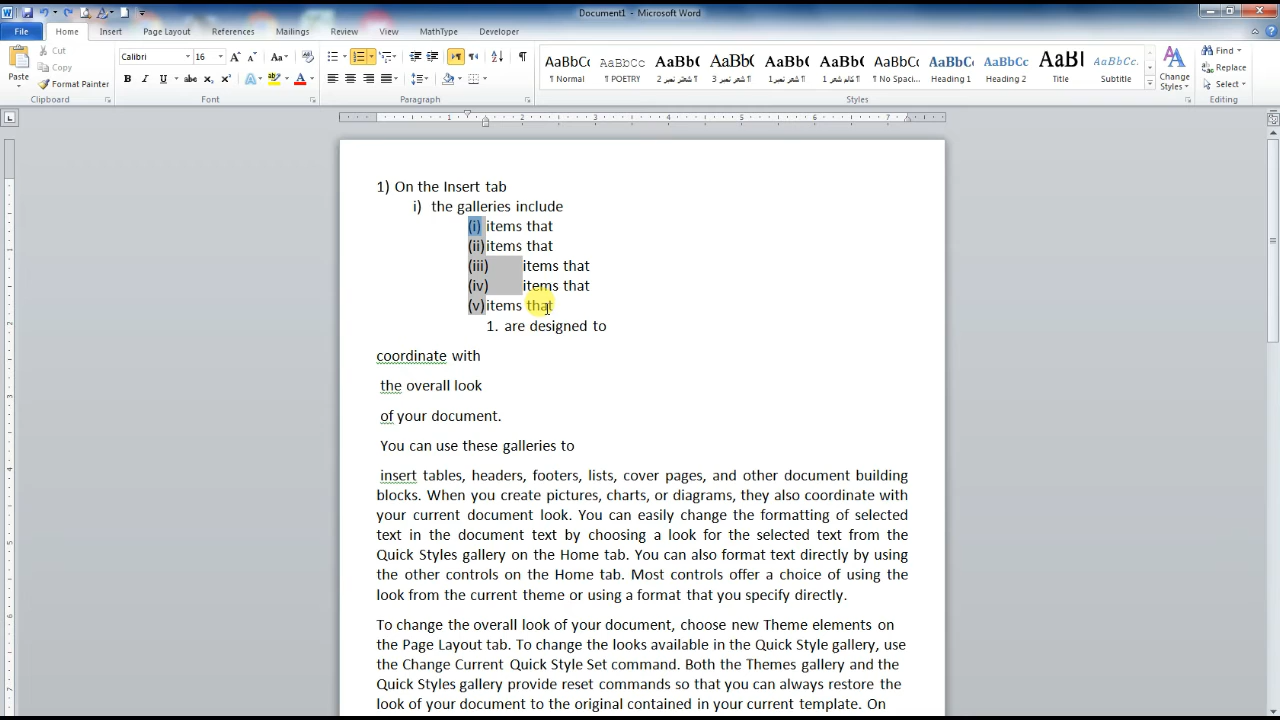 Document1 - Microsoft Word
File Home Insert Page Layout References Mailings Review View MathType Developer
Paste
Cut
Copy
Format Painter
Clipboard
Calibri 16
Font
Paragraph
AaBbCc AaBbCc AaBbC AaBbC AaBbC AaBbC AaBbCc AaBbC AaBbCc AaBI AaBbCc.
¶ Normal ¶ POETRY ¶ No Spaci... Heading 1 Heading 2 Title Subtitle
Change Styles
Styles
Find
Replace
Select
Editing
1) On the Insert tab
i) the galleries include
(i) items that
(ii) items that
(iii) items that
(iv) items that
(v) items that
1. are designed to
coordinate with
the overall look
of your document.
You can use these galleries to
insert tables, headers, footers, lists, cover pages, and other document building
blocks. When you create pictures, charts, or diagrams, they also coordinate with
your current document look. You can easily change the formatting of selected
text in the document text by choosing a look for the selected text from the
Quick Styles gallery on the Home tab. You can also format text directly by using
the other controls on the Home tab. Most controls offer a choice of using the
look from the current theme or using a format that you specify directly.
To change the overall look of your document, choose new Theme elements on
the Page Layout tab. To change the looks available in the Quick Style gallery, use
the Change Current Quick Style Set command. Both the Themes gallery and the
Quick Styles gallery provide reset commands so that you can always restore the
look of your document to the original contained in your current template. On